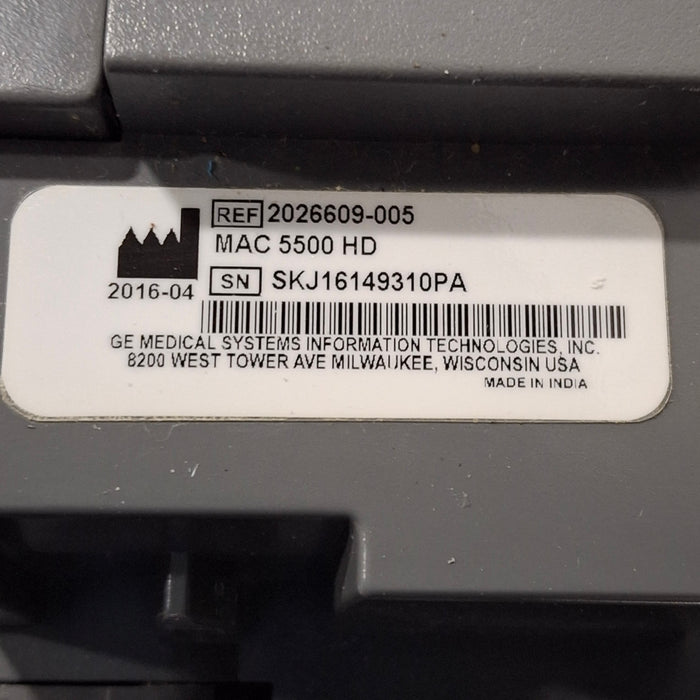 REF 2026609-005
MAC 5500 HD
SN SKJ16149310PA
2016-04
GE MEDICAL SYSTEMS INFORMATION TECHNOLOGIES, INC.
8200 WEST TOWER AVE MILWAUKEE, WISCONSIN USA
MADE IN INDIA